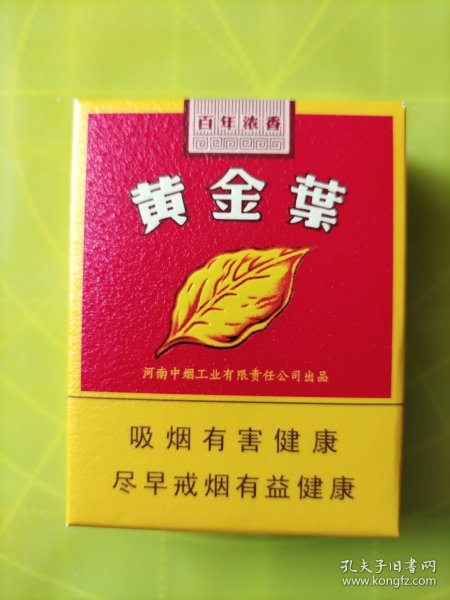 百年浓香
黄金葉
河南中烟工业有限责任公司出品
吸烟有害健康
尽早戒烟有益健康
孔夫子旧书网
www.kongfz.com